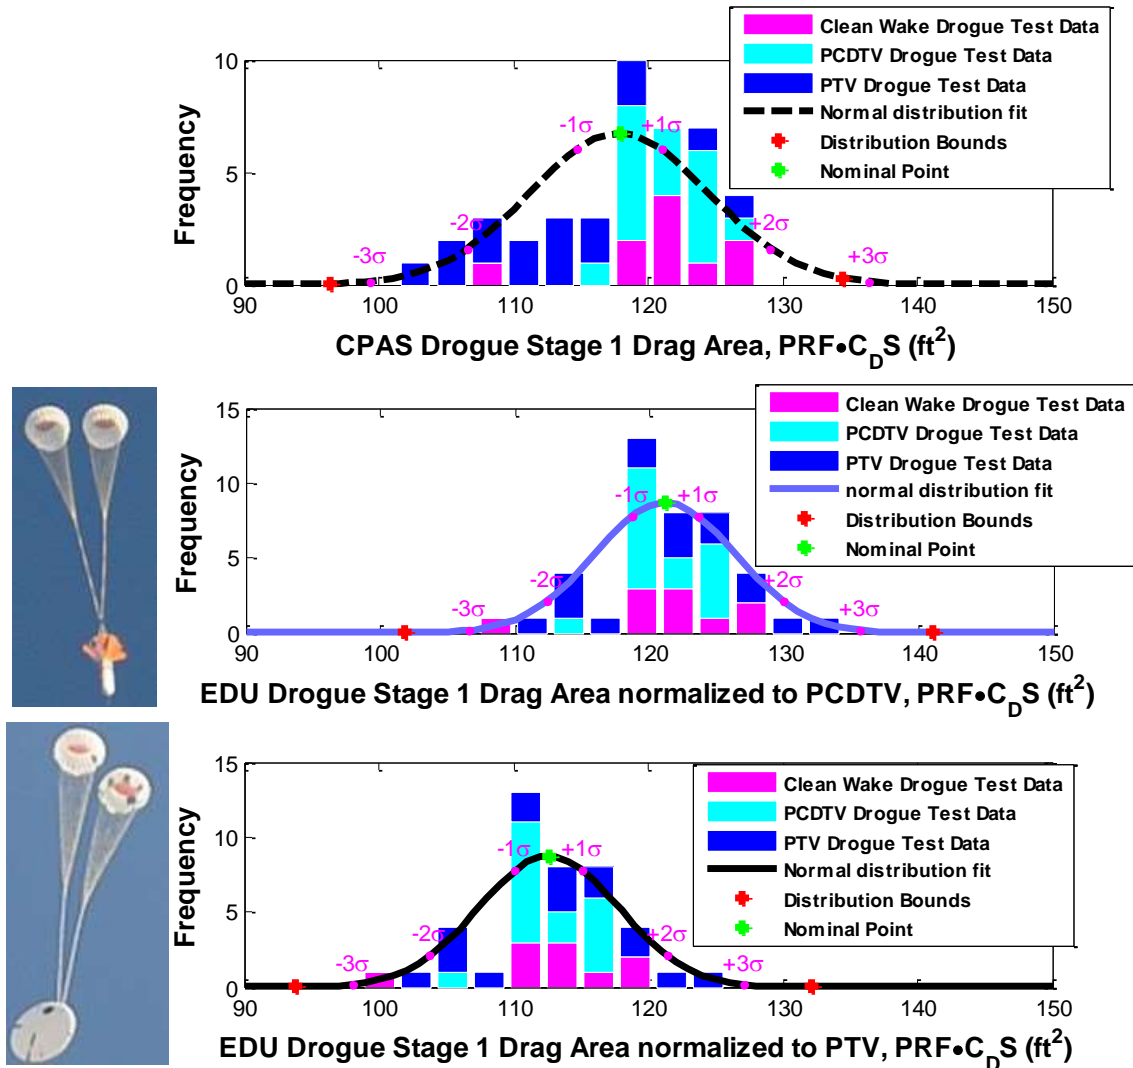 Clean Wake Drogue Test Data
PCDTV Drogue Test Data
PTV Drogue Test Data
Normal distribution fit
Distribution Bounds
Nominal Point
10
5
0
Frequency
-3σ
-2σ
-1σ
+1σ
+2σ
+3σ
90 100 110 120 130 140 150
CPAS Drogue Stage 1 Drag Area, PRF•C_DS (ft²)
Clean Wake Drogue Test Data
PCDTV Drogue Test Data
PTV Drogue Test Data
normal distribution fit
Distribution Bounds
Nominal Point
15
10
5
0
Frequency
-3σ
-2σ
-1σ
+1σ
+2σ
+3σ
90 100 110 120 130 140 150
EDU Drogue Stage 1 Drag Area normalized to PCDTV, PRF•C_DS (ft²)
Clean Wake Drogue Test Data
PCDTV Drogue Test Data
PTV Drogue Test Data
Normal distribution fit
Distribution Bounds
Nominal Point
15
10
5
0
Frequency
-3σ
-2σ
-1σ
+1σ
+2σ
+3σ
90 100 110 120 130 140 150
EDU Drogue Stage 1 Drag Area normalized to PTV, PRF•C_DS (ft²)